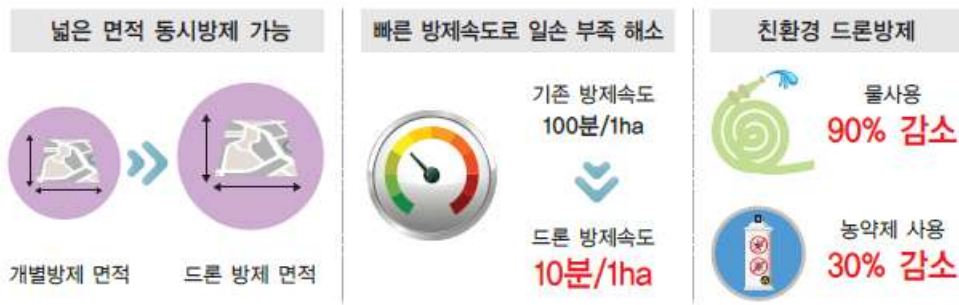 넓은 면적 동시방제 가능
개별방제 면적
드론 방제 면적
빠른 방제속도로 일손 부족 해소
기존 방제속도
100분/1ha
드론 방제속도
10분/1ha
친환경 드론방제
물사용
90% 감소
농약제 사용
30% 감소